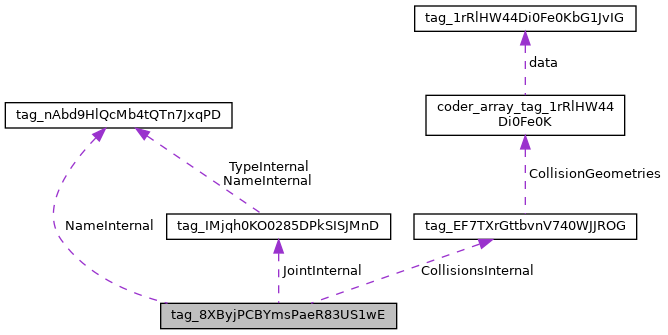 tag_1rRlHW44Di0Fe0KbG1JvIG
data
coder_array_tag_1rRlHW44
Di0Fe0K
tag_nAbd9HlQcMb4tQTn7JxqPD
TypeInternal
NameInternal
CollisionGeometries
NameInternal
tag_IMjqh0KO0285DPkSISJMnD
tag_EF7TXrGttbvnV740WJJROG
JointInternal
CollisionsInternal
tag_8XByjPCBYmsPaeR83US1wE